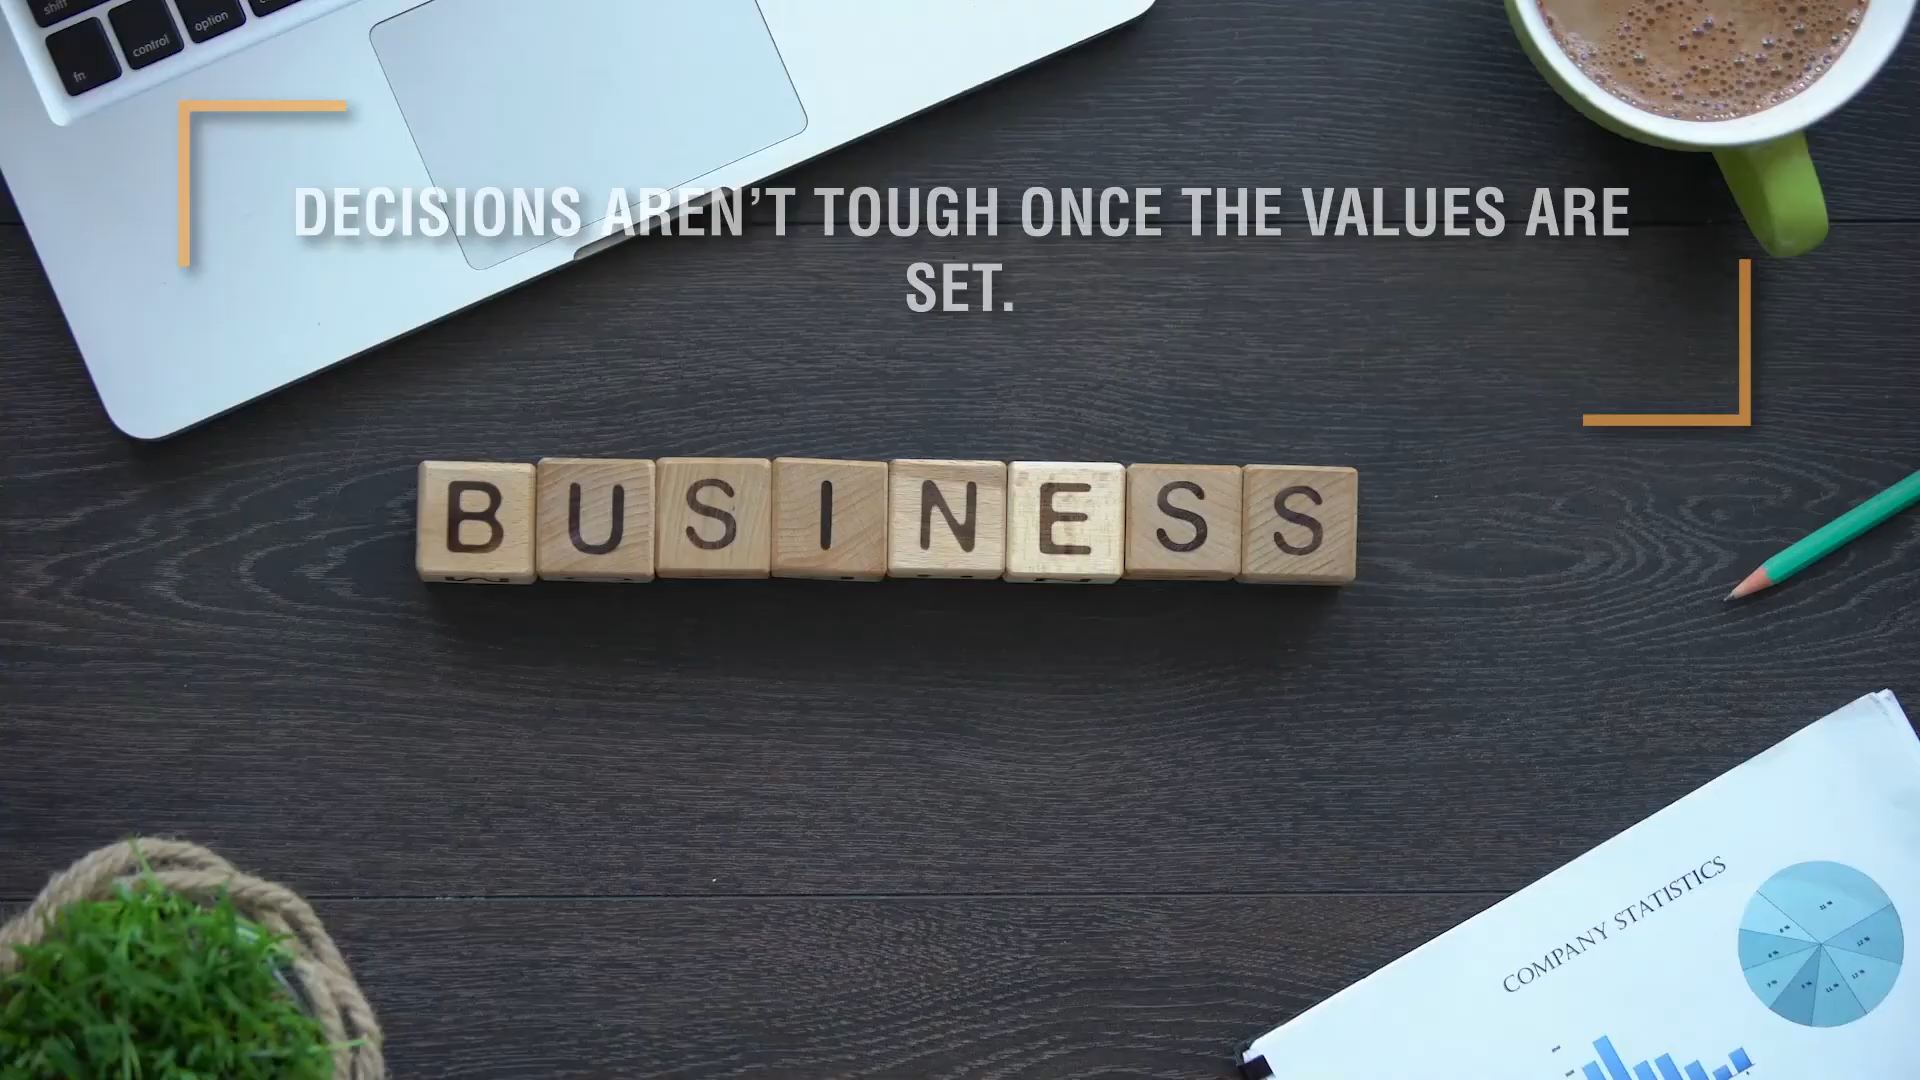 shift
fn
control
option
DECISIONS AREN’T TOUGH ONCE THE VALUES ARE
SET.
BUSINESS
COMPANY STATISTICS